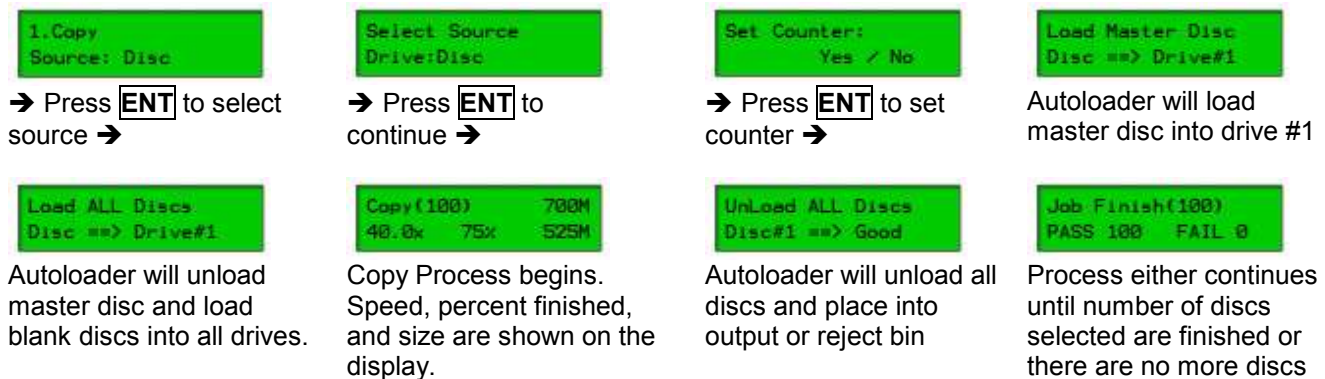 1.Copy
Source: Disc
➔ Press ENT to select
source ➔
Select Source
Drive:Disc
➔ Press ENT to
continue ➔
Set Counter:
Yes / No
➔ Press ENT to set
counter ➔
Load Master Disc
Disc ==> Drive#1
Autoloader will load
master disc into drive #1
Load ALL Discs
Disc ==> Drive#1
Autoloader will unload
master disc and load
blank discs into all drives.
Copy(100) 700M
40.0x 75% 525M
Copy Process begins.
Speed, percent finished,
and size are shown on the
display.
UnLoad ALL Discs
Disc#1 ==> Good
Autoloader will unload all
discs and place into
output or reject bin
Job Finish(100)
PASS 100 FAIL 0
Process either continues
until number of discs
selected are finished or
there are no more discs